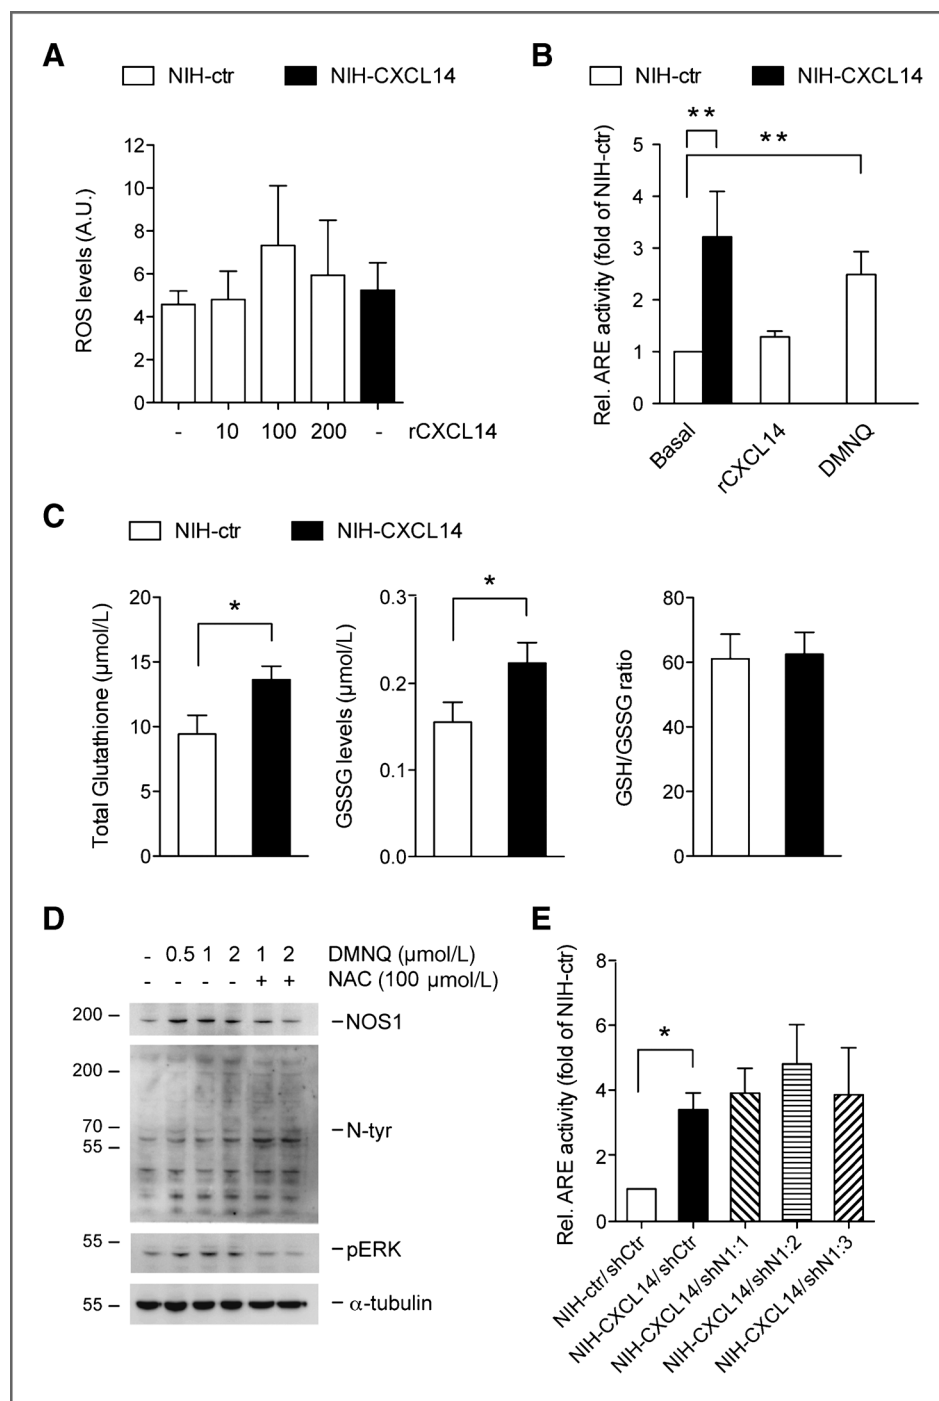 A
NIH-ctr NIH-CXCL14
ROS levels (A.U.)
12
10
8
6
4
2
0
- 10 100 200 - rCXCL14
B
NIH-ctr NIH-CXCL14
Rel. ARE activity (fold of NIH-ctr)
5
4
3
2
1
0
**
**
Basal
rCXCL14
DMNQ
C
NIH-ctr NIH-CXCL14
Total Glutathione (µmol/L)
20
15
10
5
0
*
GSSG levels (µmol/L)
0.3
0.2
0.1
0.0
*
GSH/GSSG ratio
80
60
40
20
0
D
- 0.5 1 2 1 2 DMNQ (µmol/L)
- - - - + + NAC (100 µmol/L)
200 – –NOS1
200 –
70 – –N-tyr
55 –
55 – –pERK
55 – – α-tubulin
E
Rel. ARE activity (fold of NIH-ctr)
8
6
4
2
0
*
NIH-ctr/shCtr
NIH-CXCL14/shCtr
NIH-CXCL14/shN1:1
NIH-CXCL14/shN1:2
NIH-CXCL14/shN1:3